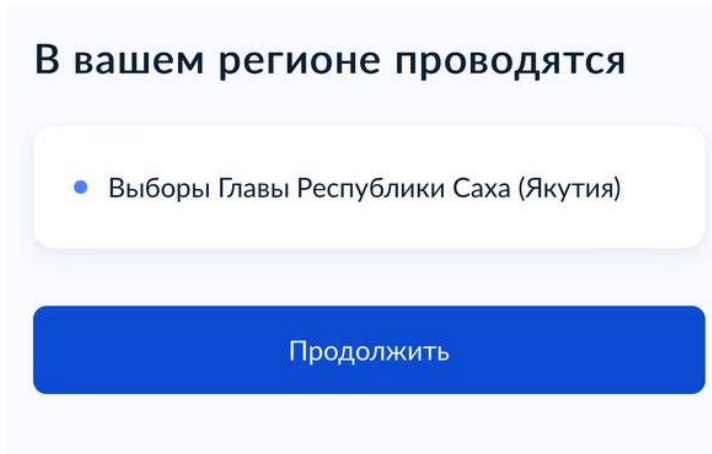 В вашем регионе проводятся
Выборы Главы Республики Саха (Якутия)
Продолжить